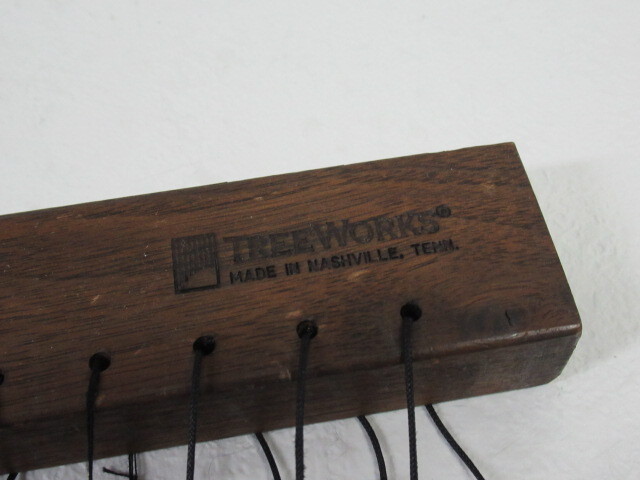 TREEWORKS®
MADE IN NASHVILLE, TENN.